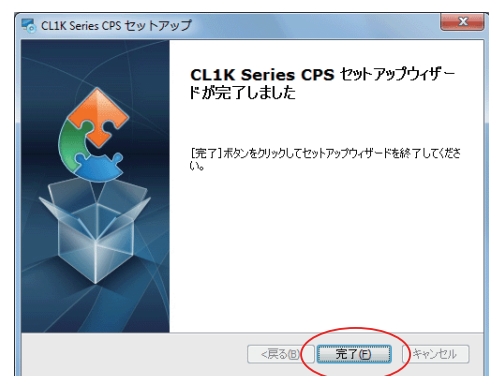 CL1K Series CPS セットアップ
CL1K Series CPS セットアップウィザー
ドが完了しました
[完了]ボタンをクリックしてセットアップウィザードを終了してくださ
い。
<戻る(B) 完了(F) キャンセル